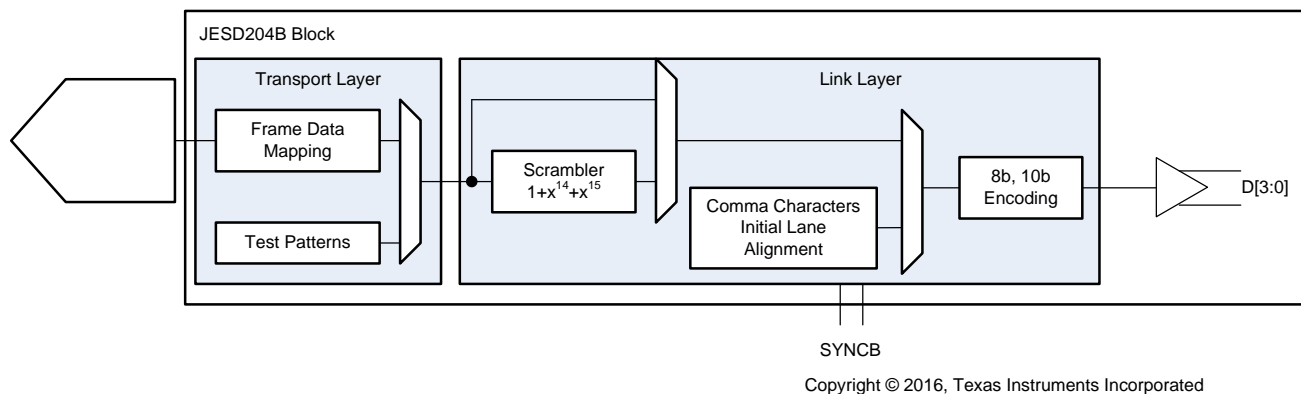 JESD204B Block
Transport Layer
Frame Data
Mapping
Test Patterns
Link Layer
Scrambler
1+x¹⁴+x¹⁵
Comma Characters
Initial Lane
Alignment
8b, 10b
Encoding
D[3:0]
SYNCB
Copyright © 2016, Texas Instruments Incorporated